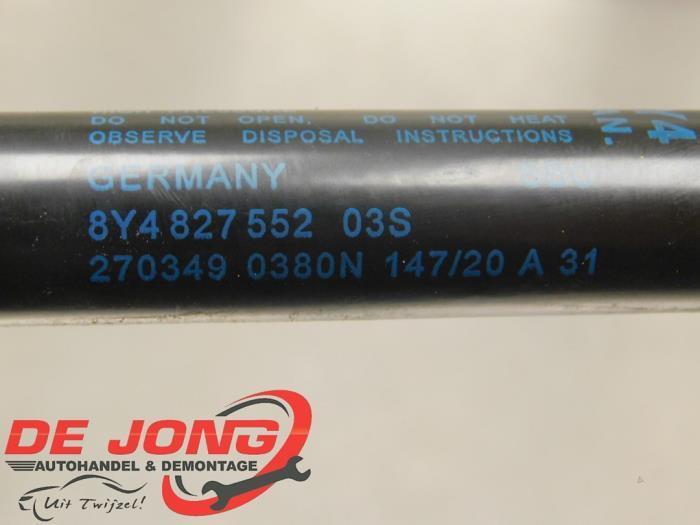 DO NOT OPEN, DO NOT HEAT
OBSERVE DISPOSAL INSTRUCTIONS
GERMANY
8Y4 827 552 03S
270349 0380N 147/20 A 31
Y4
N.
DE JONG
AUTOHANDEL & DEMONTAGE
Uit Twijzel!